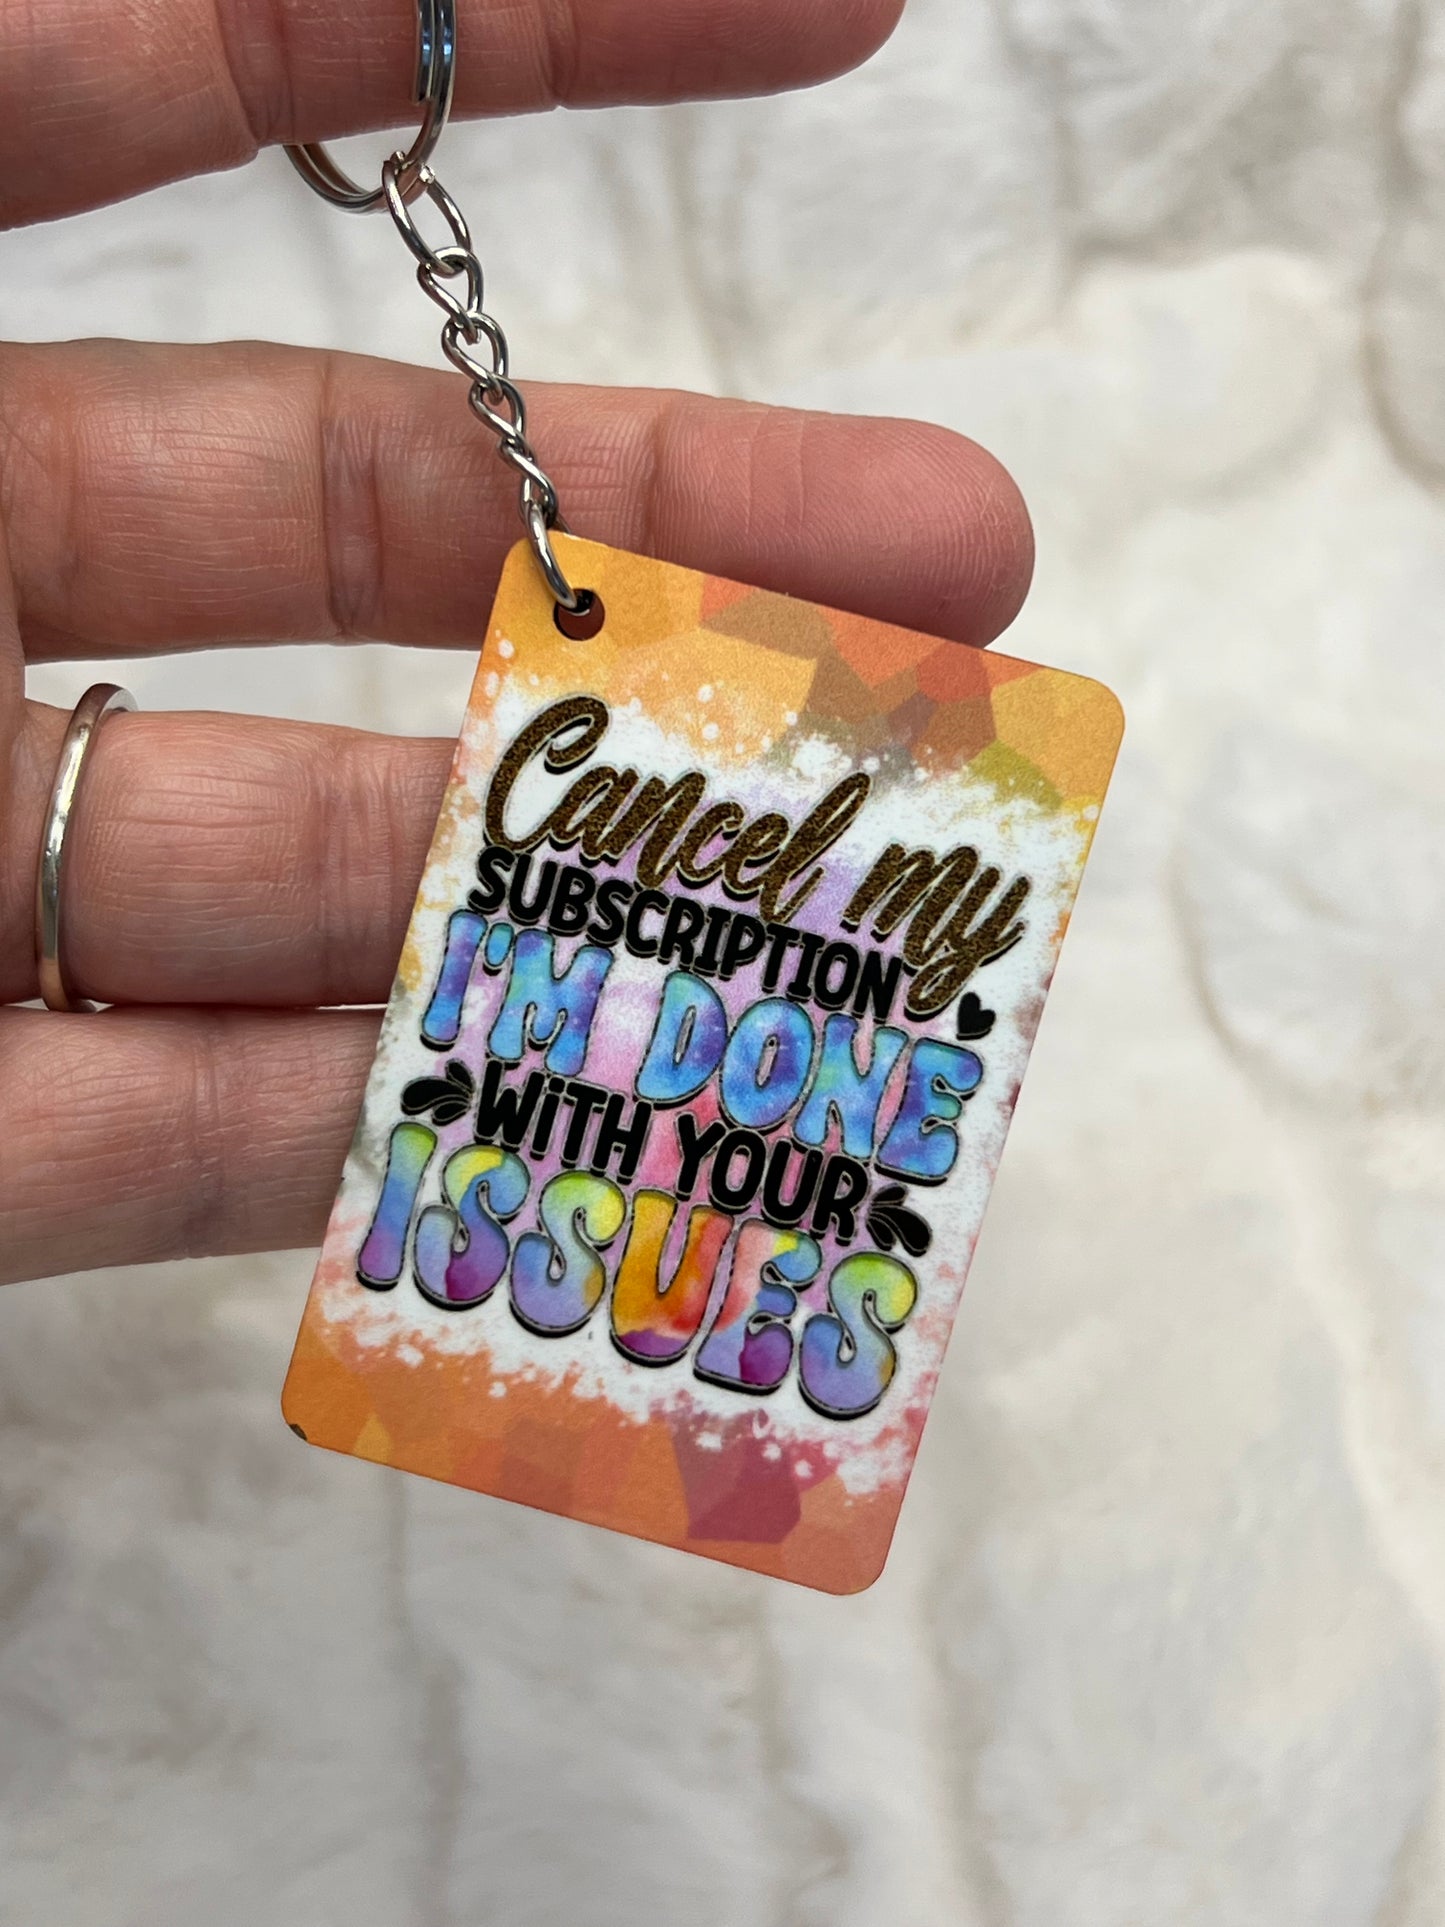 Cancel my
SUBSCRIPTION
I'M DONE
WiTH YOUR
ISSUES